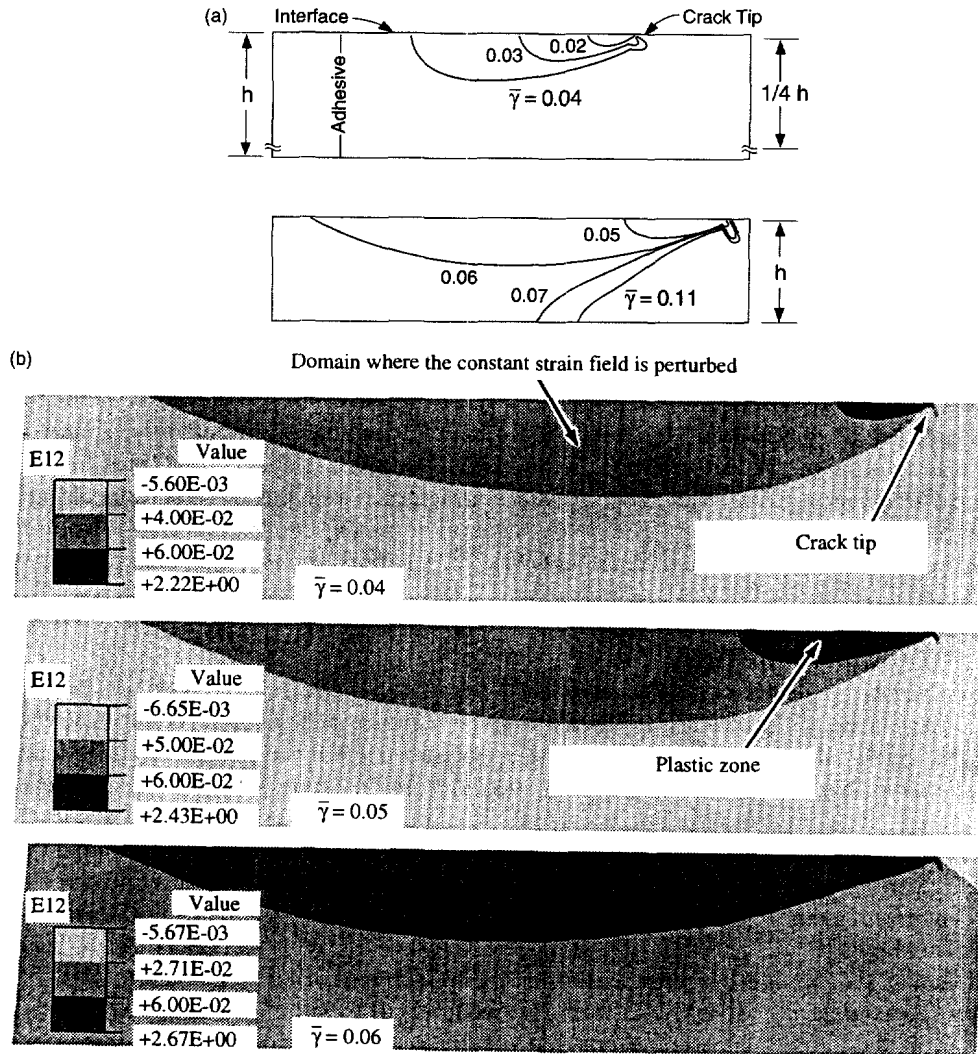 (a)
Interface
Crack Tip
h
Adhesive
0.03
0.02
γ̄ = 0.04
1/4 h
0.05
0.06
0.07
γ̄ = 0.11
h
(b)
Domain where the constant strain field is perturbed
E12
Value
-5.60E-03
+4.00E-02
+6.00E-02
+2.22E+00
γ̄ = 0.04
Crack tip
E12
Value
-6.65E-03
+5.00E-02
+6.00E-02
+2.43E+00
γ̄ = 0.05
Plastic zone
E12
Value
-5.67E-03
+2.71E-02
+6.00E-02
+2.67E+00
γ̄ = 0.06